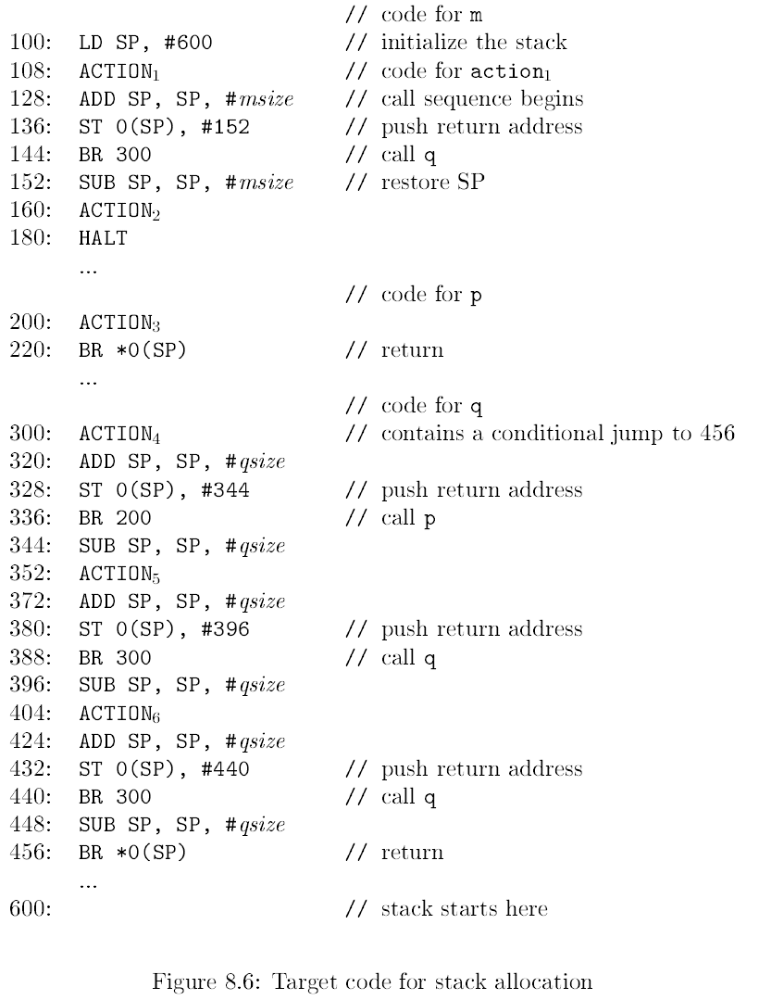 // code for m
100: LD SP, #600 // initialize the stack
108: ACTION₁ // code for action₁
128: ADD SP, SP, #msize // call sequence begins
136: ST 0(SP), #152 // push return address
144: BR 300 // call q
152: SUB SP, SP, #msize // restore SP
160: ACTION₂
180: HALT
...
// code for p
200: ACTION₃
220: BR *0(SP) // return
...
// code for q
300: ACTION₄ // contains a conditional jump to 456
320: ADD SP, SP, #qsize
328: ST 0(SP), #344 // push return address
336: BR 200 // call p
344: SUB SP, SP, #qsize
352: ACTION₅
372: ADD SP, SP, #qsize
380: ST 0(SP), #396 // push return address
388: BR 300 // call q
396: SUB SP, SP, #qsize
404: ACTION₆
424: ADD SP, SP, #qsize
432: ST 0(SP), #440 // push return address
440: BR 300 // call q
448: SUB SP, SP, #qsize
456: BR *0(SP) // return
...
600: // stack starts here
Figure 8.6: Target code for stack allocation